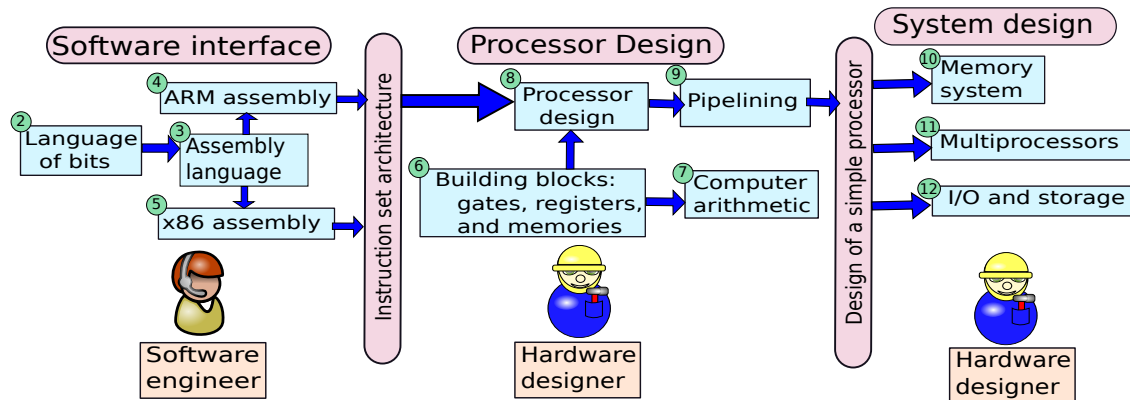 Software interface
Processor Design
System design
2
Language
of bits
3
Assembly
language
4
ARM assembly
5
x86 assembly
Software
engineer
Instruction set architecture
8
Processor
design
9
Pipelining
6
Building blocks:
gates, registers,
and memories
7
Computer
arithmetic
Hardware
designer
Design of a simple processor
10
Memory
system
11
Multiprocessors
12
I/O and storage
Hardware
designer